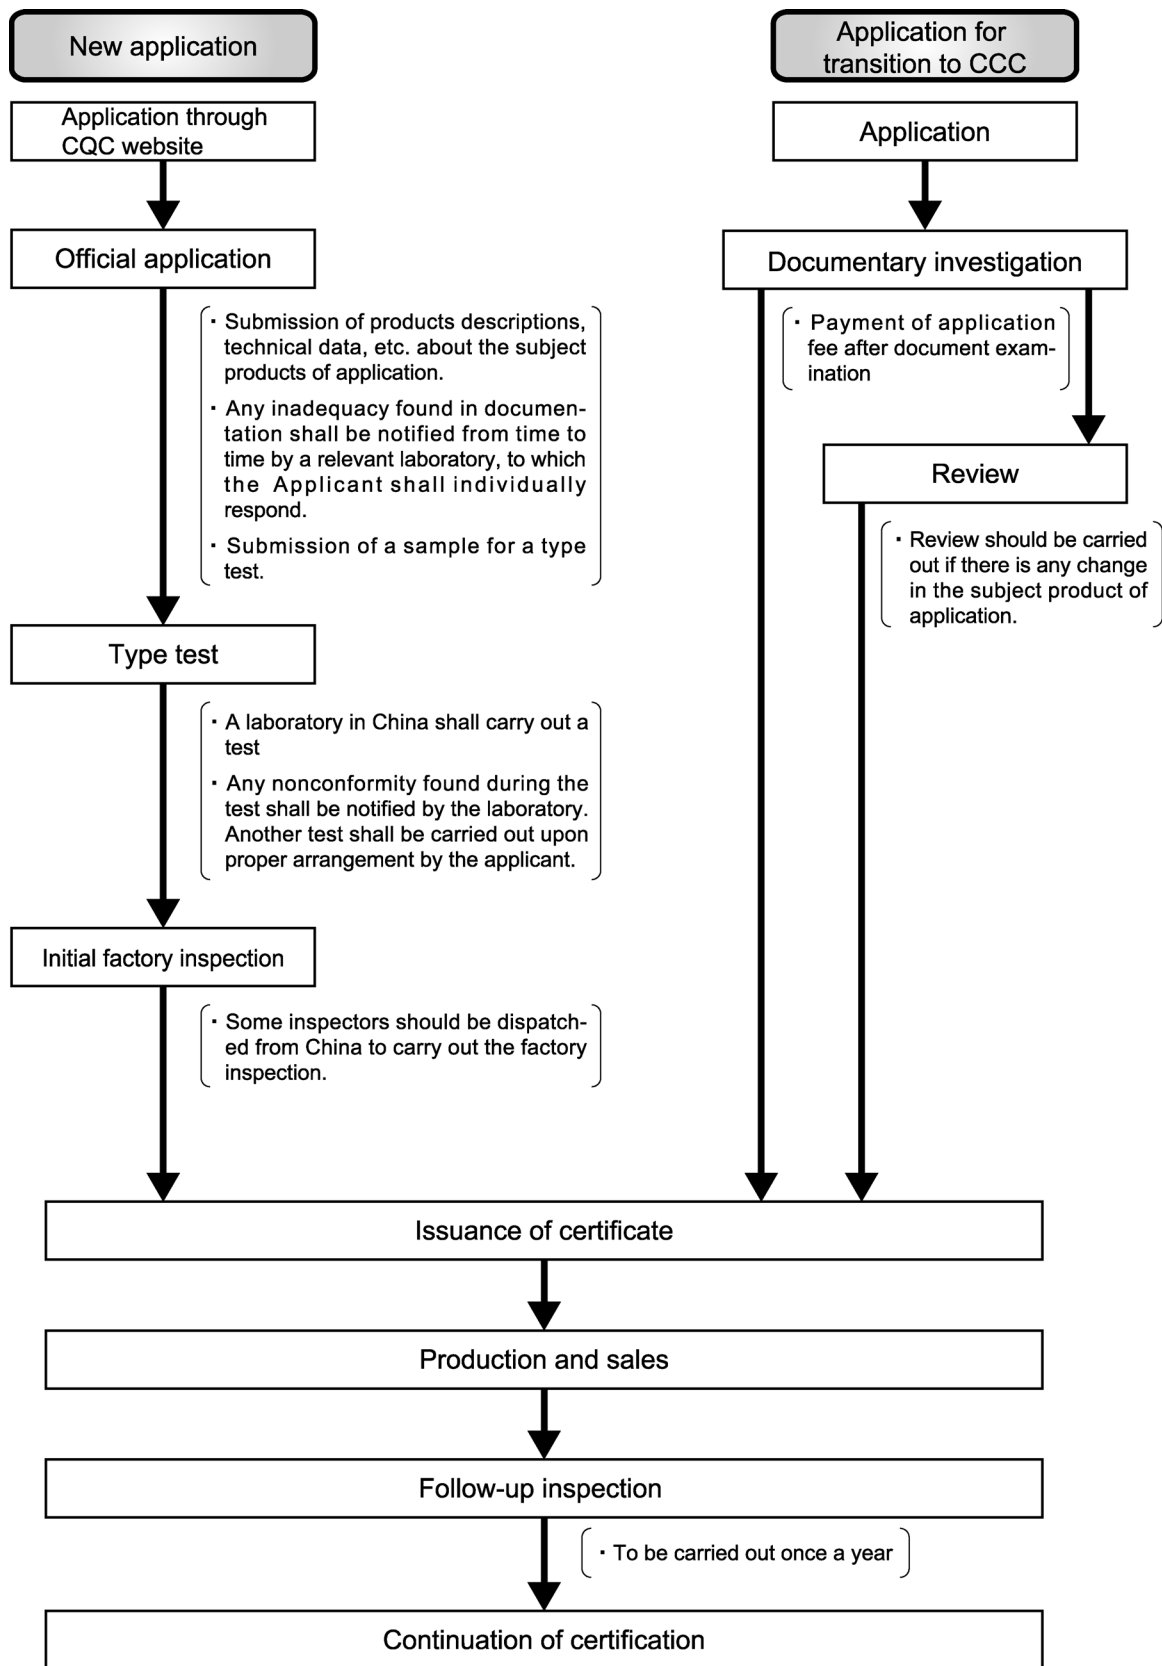 New application
Application through
CQC website
Official application
· Submission of products descriptions,
technical data, etc. about the subject
products of application.
· Any inadequacy found in documen-
tation shall be notified from time to
time by a relevant laboratory, to which
the Applicant shall individually
respond.
· Submission of a sample for a type
test.
Type test
· A laboratory in China shall carry out a
test
· Any nonconformity found during the
test shall be notified by the laboratory.
Another test shall be carried out upon
proper arrangement by the applicant.
Initial factory inspection
· Some inspectors should be dispatch-
ed from China to carry out the factory
inspection.
Application for
transition to CCC
Application
Documentary investigation
· Payment of application
fee after document exam-
ination
Review
· Review should be carried
out if there is any change
in the subject product of
application.
Issuance of certificate
Production and sales
Follow-up inspection
· To be carried out once a year
Continuation of certification